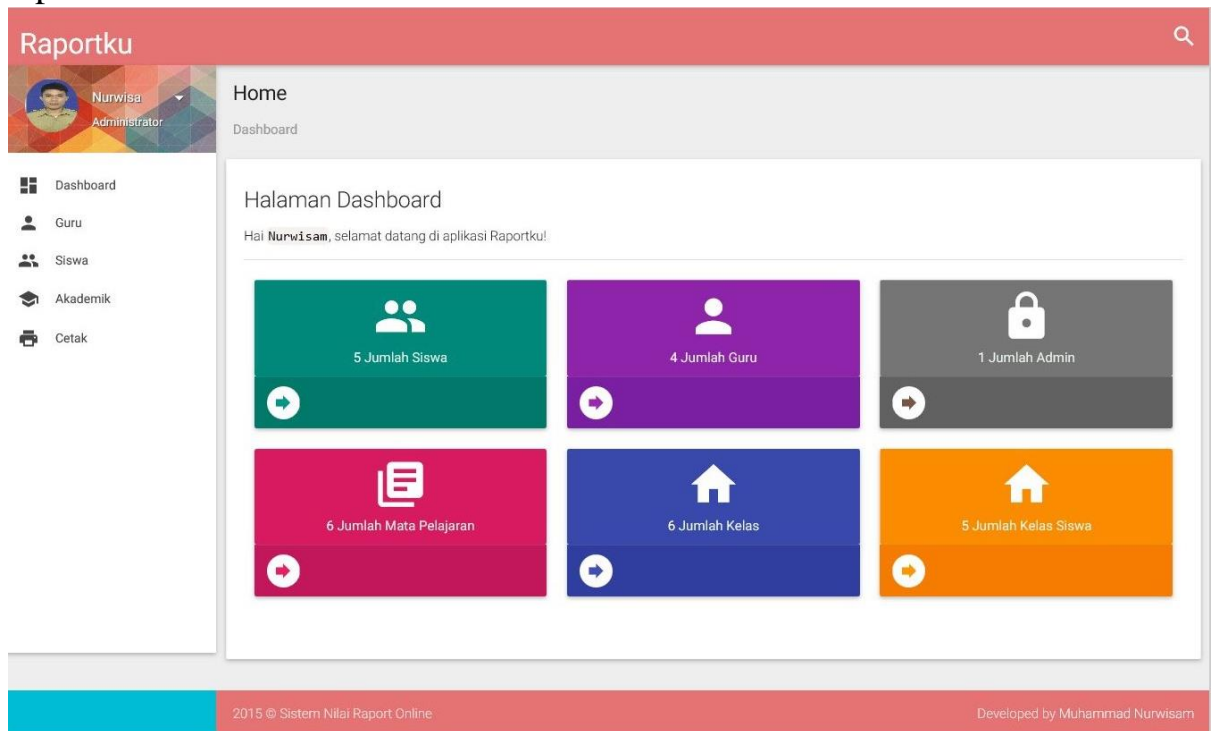 Raportku
Nurwisa
Administrator
Dashboard
Guru
Siswa
Akademik
Cetak
Home
Dashboard
Halaman Dashboard
Hai Nurwisam, selamat datang di aplikasi Raportku!
5 Jumlah Siswa
4 Jumlah Guru
1 Jumlah Admin
6 Jumlah Mata Pelajaran
6 Jumlah Kelas
5 Jumlah Kelas Siswa
2015 © Sistem Nilai Raport Online
Developed by Muhammad Nurwisam